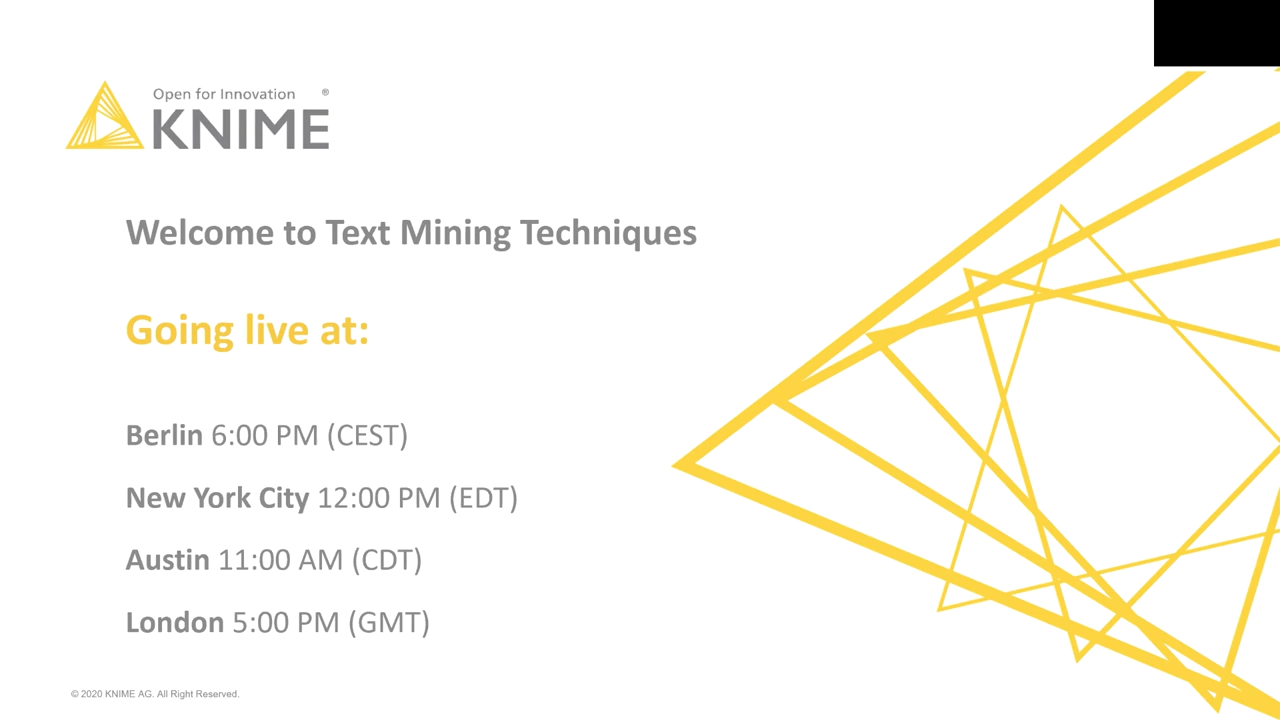 Open for Innovation ®
KNIME
Welcome to Text Mining Techniques
Going live at:
Berlin 6:00 PM (CEST)
New York City 12:00 PM (EDT)
Austin 11:00 AM (CDT)
London 5:00 PM (GMT)
© 2020 KNIME AG. All Right Reserved.